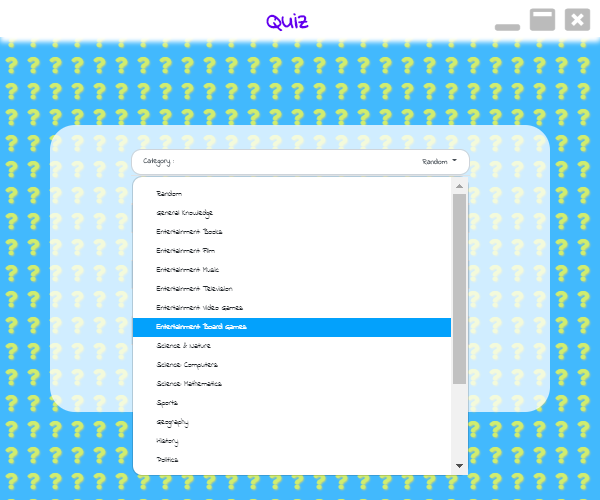 Quiz
Category :
Random
Random
General Knowledge
Entertainment: Books
Entertainment: Film
Entertainment: Music
Entertainment: Television
Entertainment: Video Games
Entertainment: Board Games
Science & Nature
Science: Computers
Science: Mathematics
Sports
Geography
History
Politics